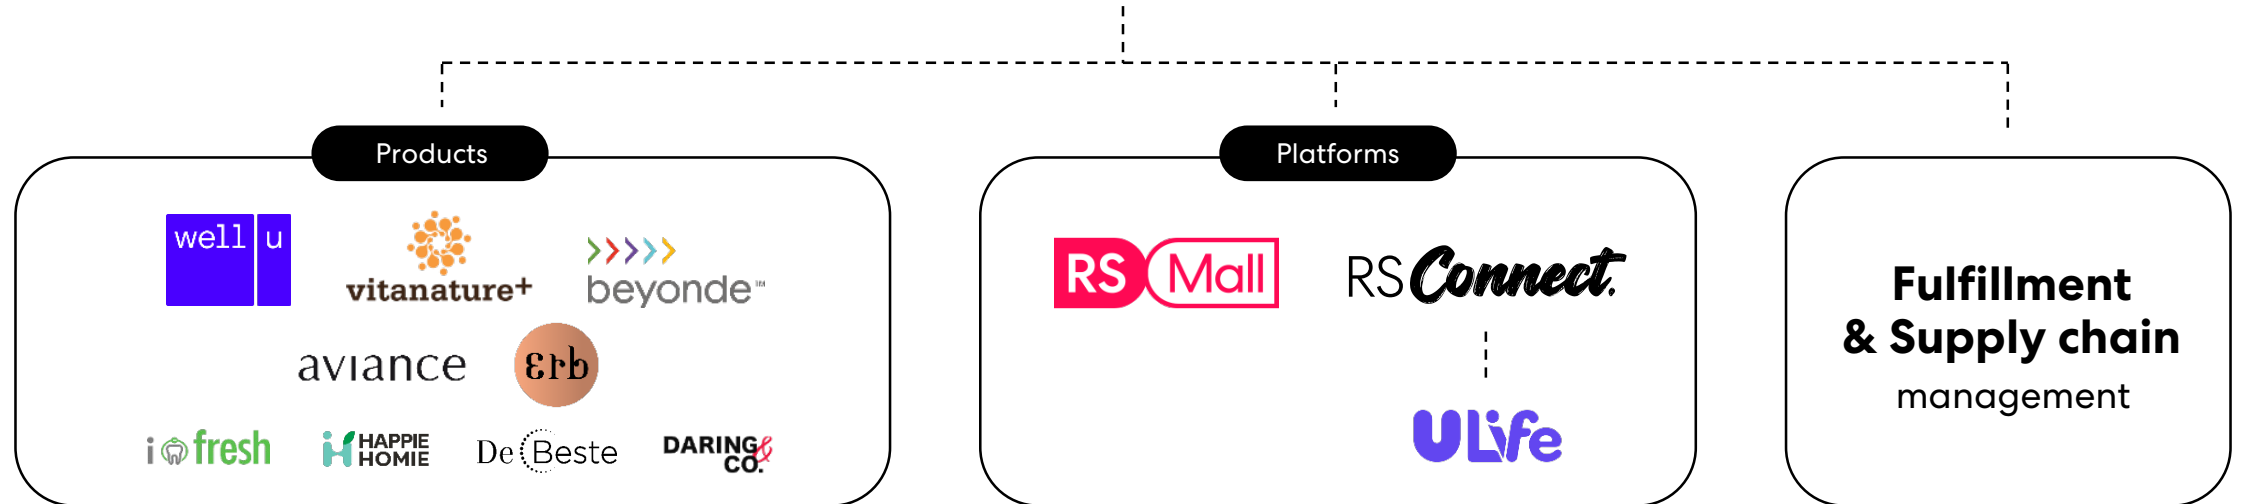 Products
well u
vitanature+
beyonde™
aviance
erb
i fresh
HAPPIE
HOMIE
De Beste
DARING &
CO.
Platforms
RS Mall
RS Connect.
ULife
Fulfillment
& Supply chain
management